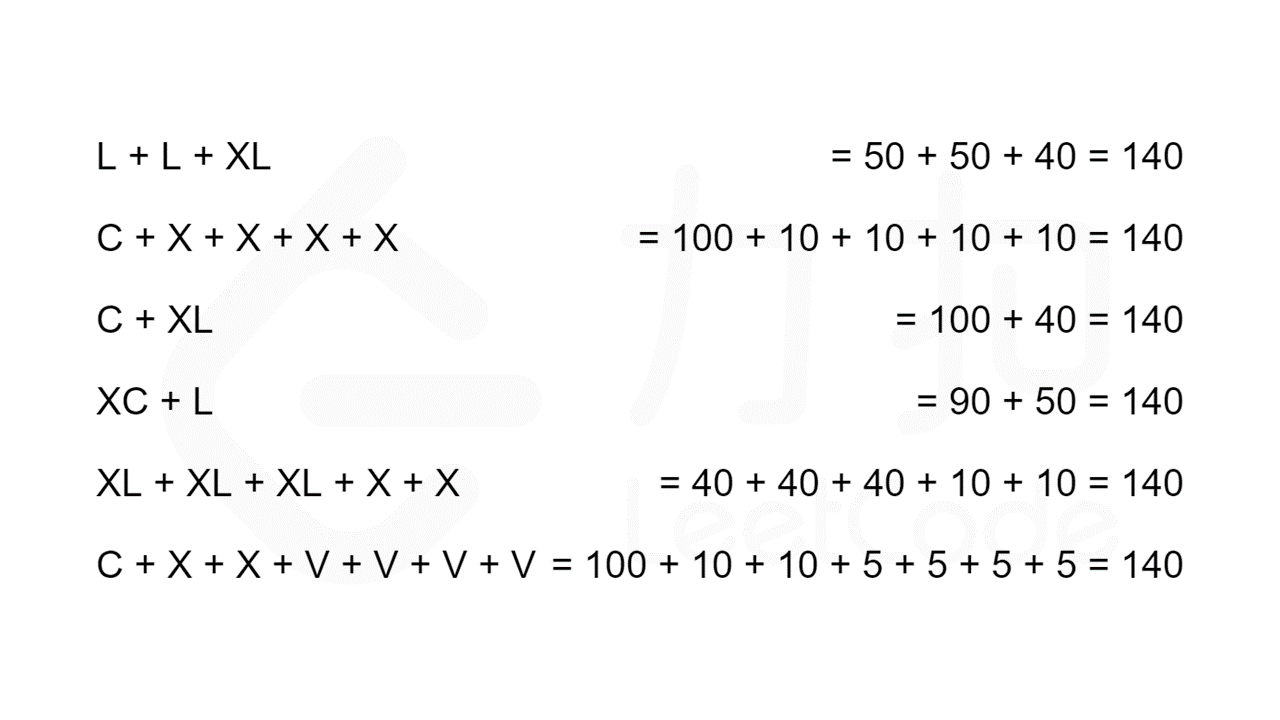 L + L + XL = 50 + 50 + 40 = 140
C + X + X + X + X = 100 + 10 + 10 + 10 + 10 = 140
C + XL = 100 + 40 = 140
XC + L = 90 + 50 = 140
XL + XL + XL + X + X = 40 + 40 + 40 + 10 + 10 = 140
C + X + X + V + V + V + V = 100 + 10 + 10 + 5 + 5 + 5 + 5 = 140
力扣
LeetCode